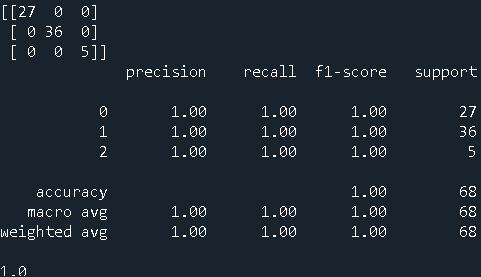 [[27 0 0]
[ 0 36 0]
[ 0 0 5]]
precision recall f1-score support
0 1.00 1.00 1.00 27
1 1.00 1.00 1.00 36
2 1.00 1.00 1.00 5
accuracy 1.00 68
macro avg 1.00 1.00 1.00 68
weighted avg 1.00 1.00 1.00 68
1.0